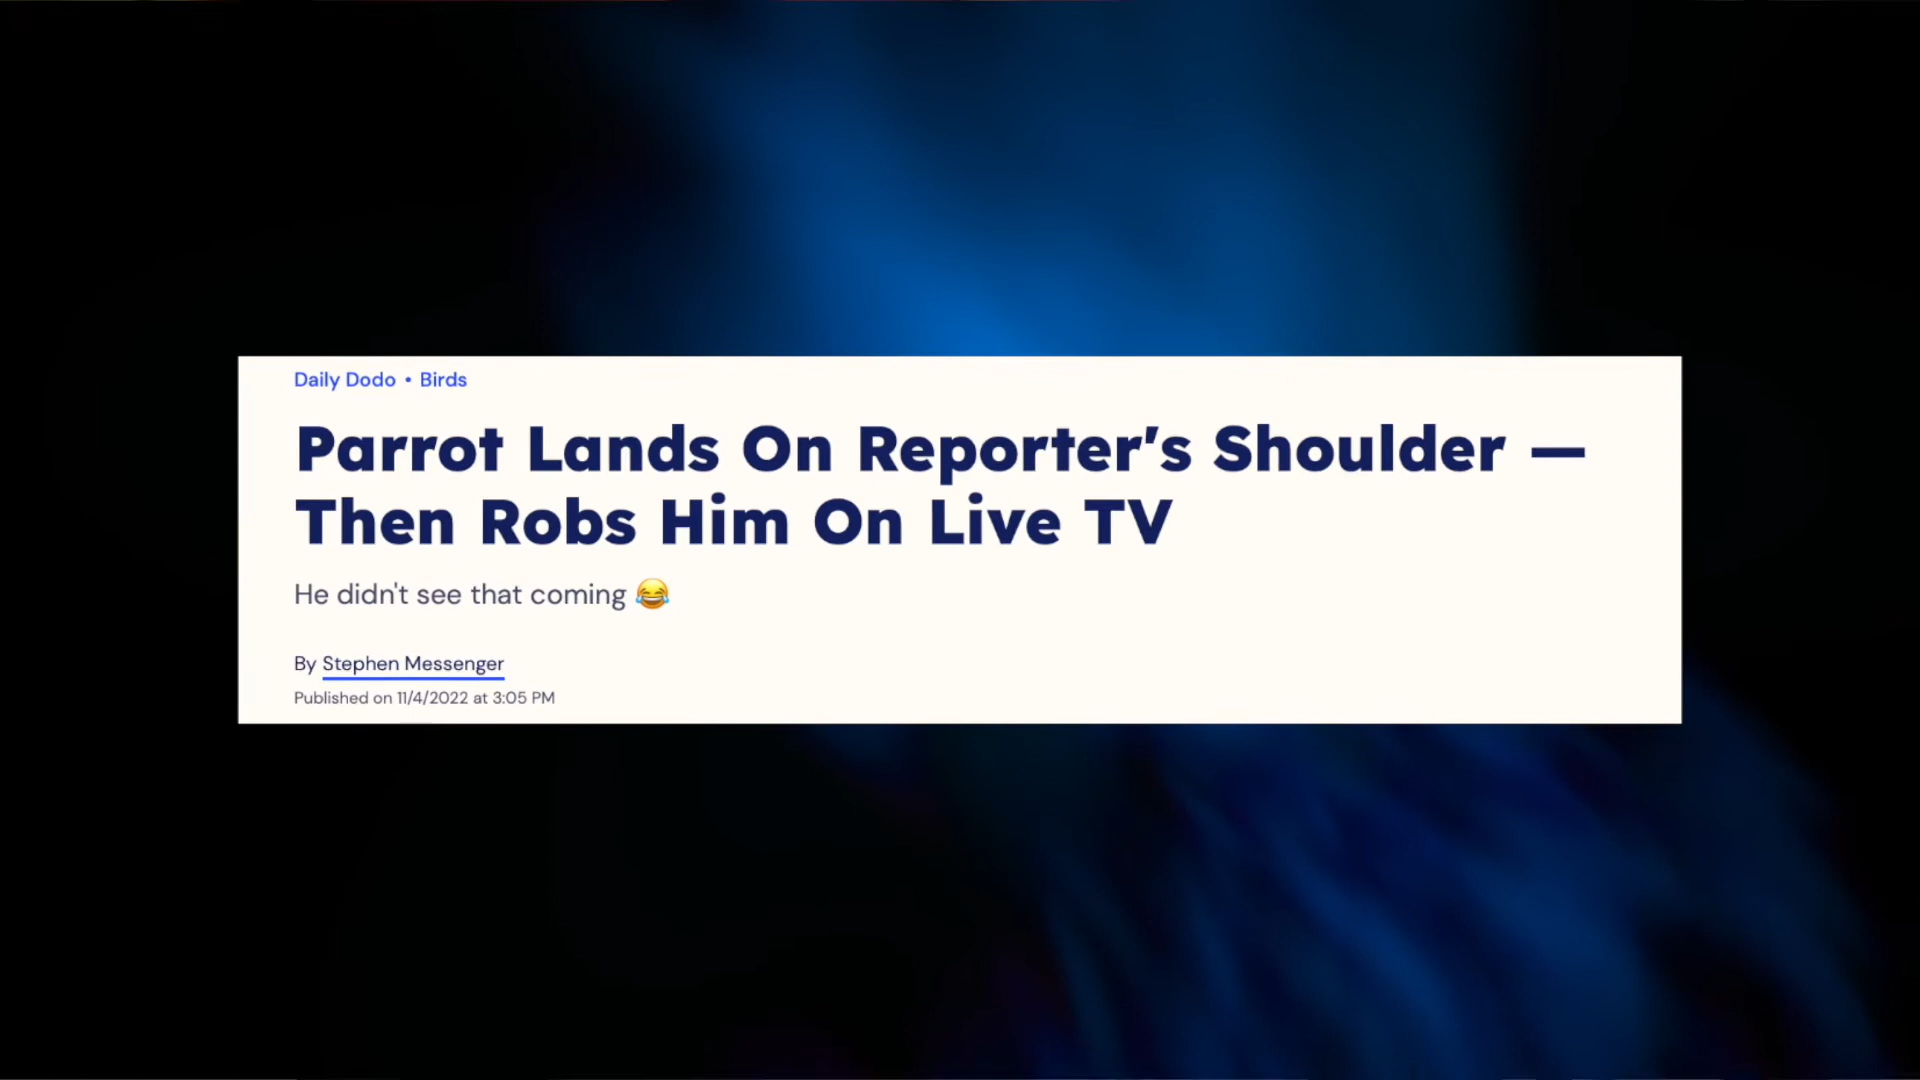 Daily Dodo • Birds
Parrot Lands On Reporter's Shoulder —
Then Robs Him On Live TV
He didn't see that coming 😂
By Stephen Messenger
Published on 11/4/2022 at 3:05 PM